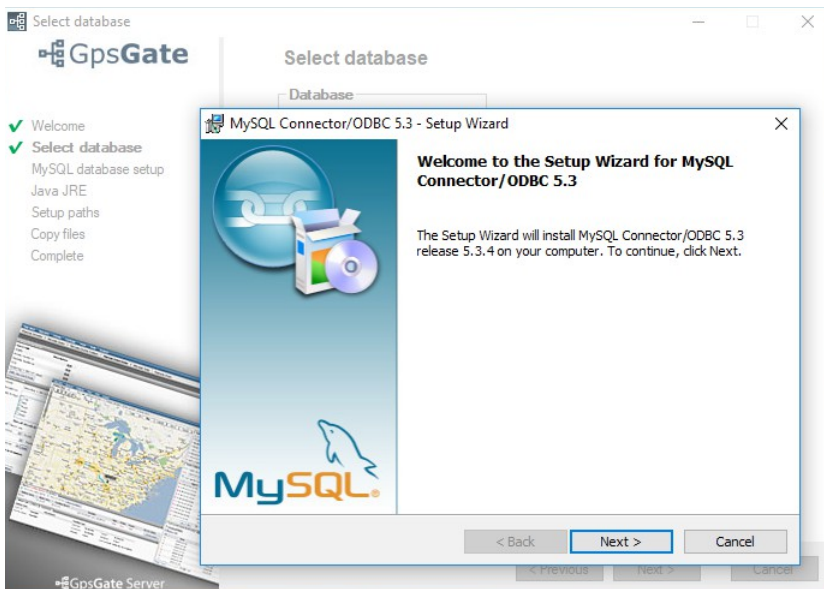 Select database
GpsGate
Select database
Database
Welcome
Select database
MySQL database setup
Java JRE
Setup paths
Copy files
Complete
MySQL Connector/ODBC 5.3 - Setup Wizard
Welcome to the Setup Wizard for MySQL
Connector/ODBC 5.3
The Setup Wizard will install MySQL Connector/ODBC 5.3
release 5.3.4 on your computer. To continue, click Next.
MySQL
< Back Next > Cancel
< Previous Next > Cancel
GpsGate Server